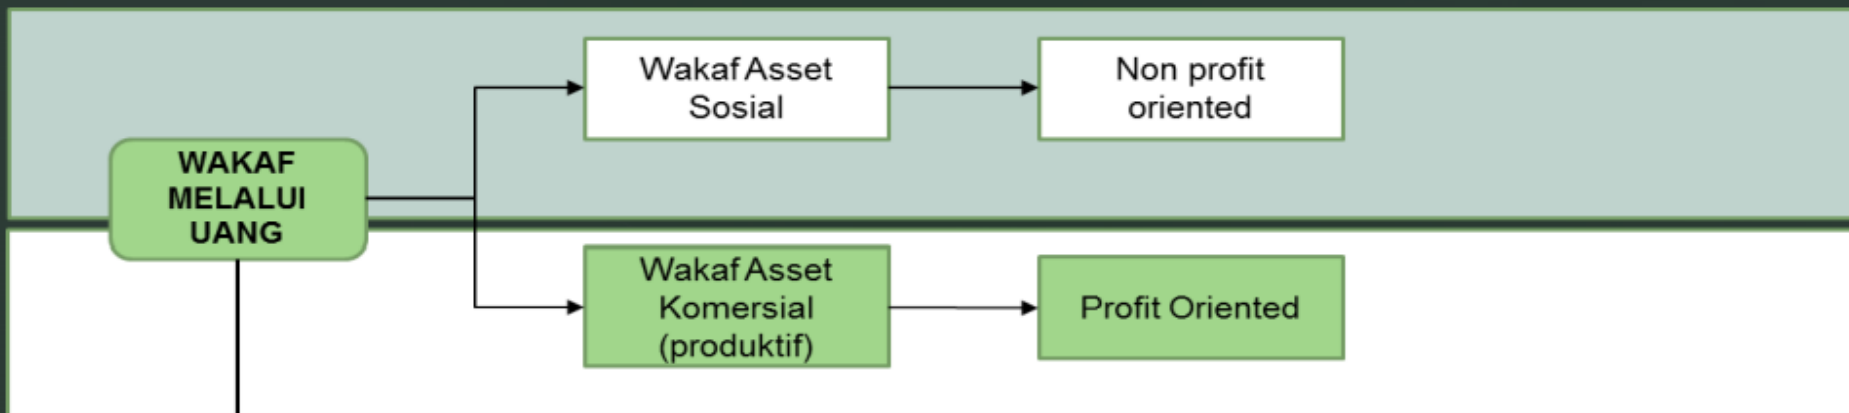 Wakaf Asset
Sosial
Non profit
oriented
WAKAF
MELALUI
UANG
Wakaf Asset
Komersial
(produktif)
Profit Oriented